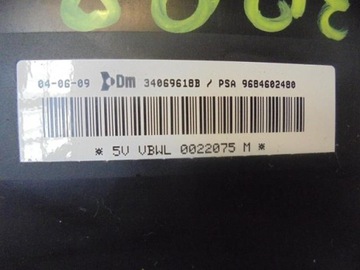 04-06-09 Dm 34069618B / PSA 9684602480
* 5V VBWL 0022075 M *